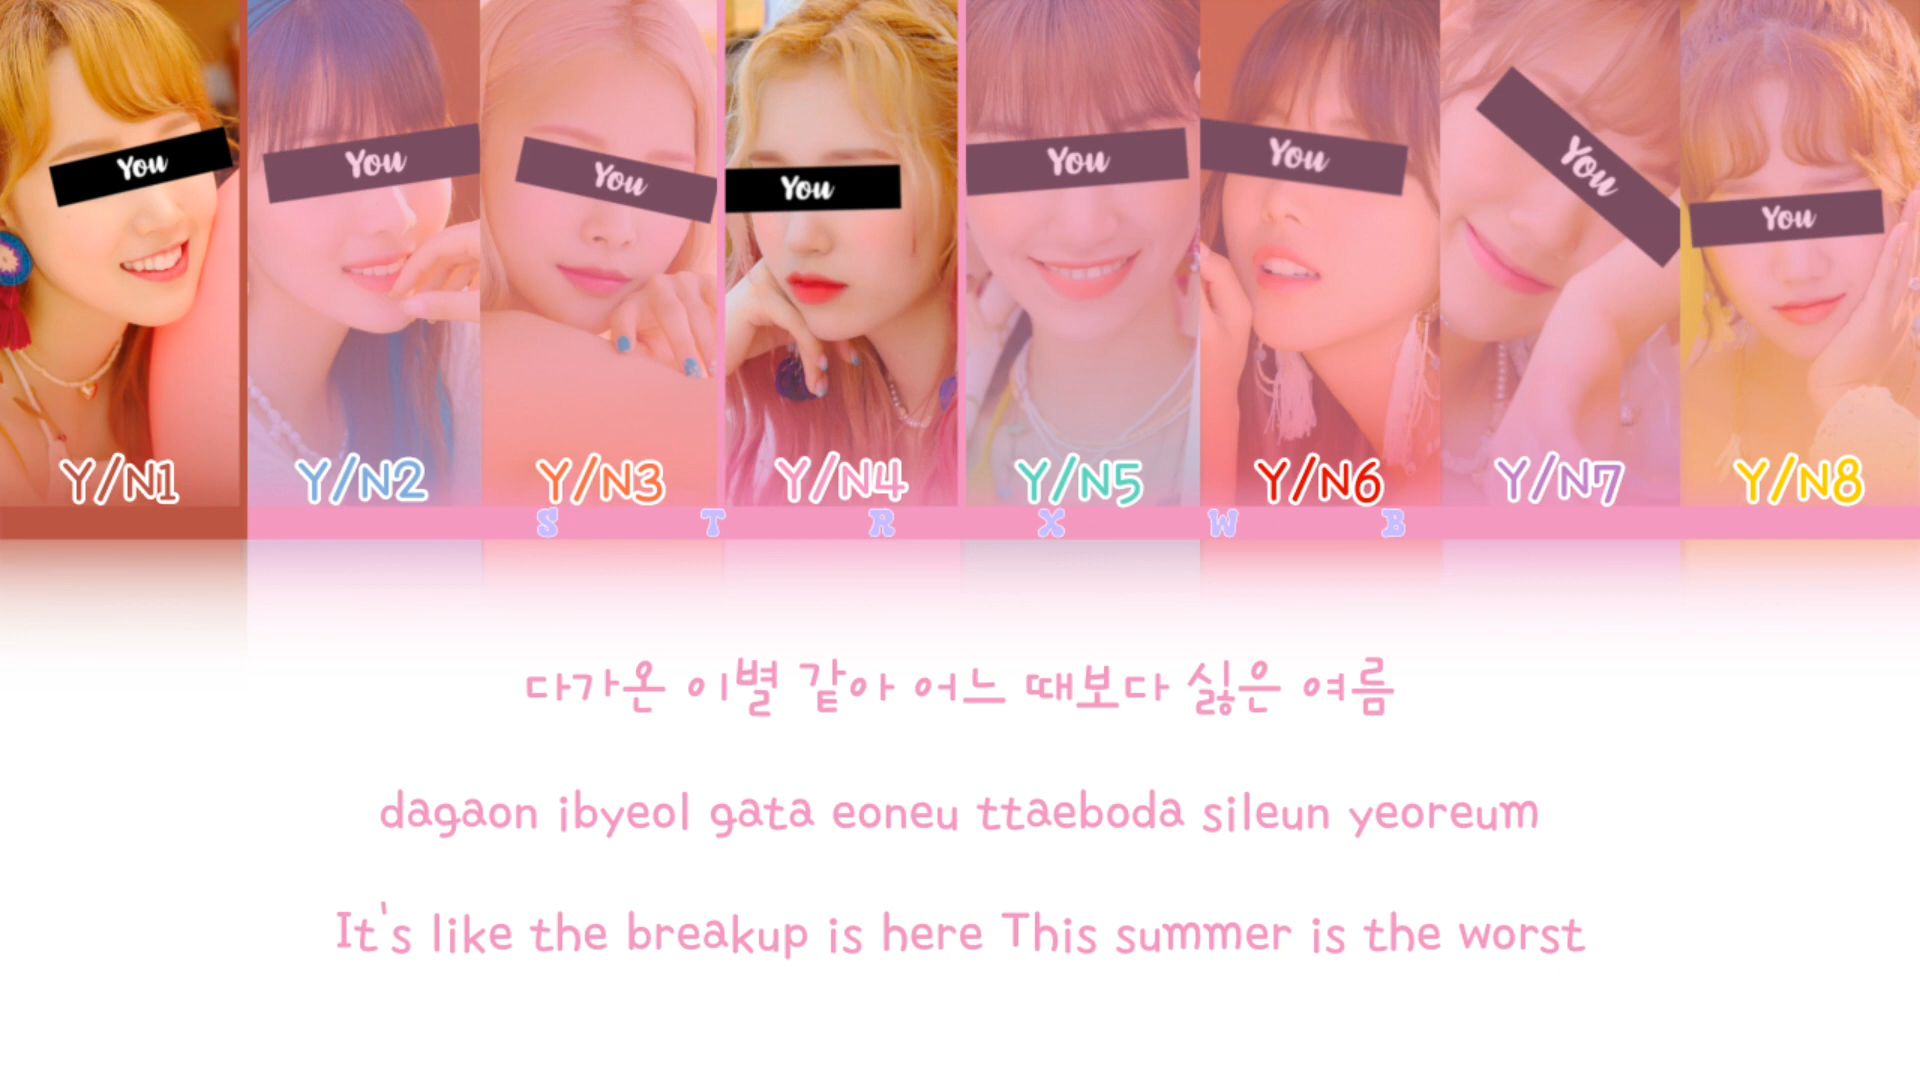 You You You You You You You You
Y/N1 Y/N2 Y/N3 Y/N4 Y/N5 Y/N6 Y/N7 Y/N8
S T R X W B
다가온 이별 같아 어느 때보다 싫은 여름
dagaon ibyeol gata eoneu ttaeboda sileun yeoreum
It's like the breakup is here This summer is the worst